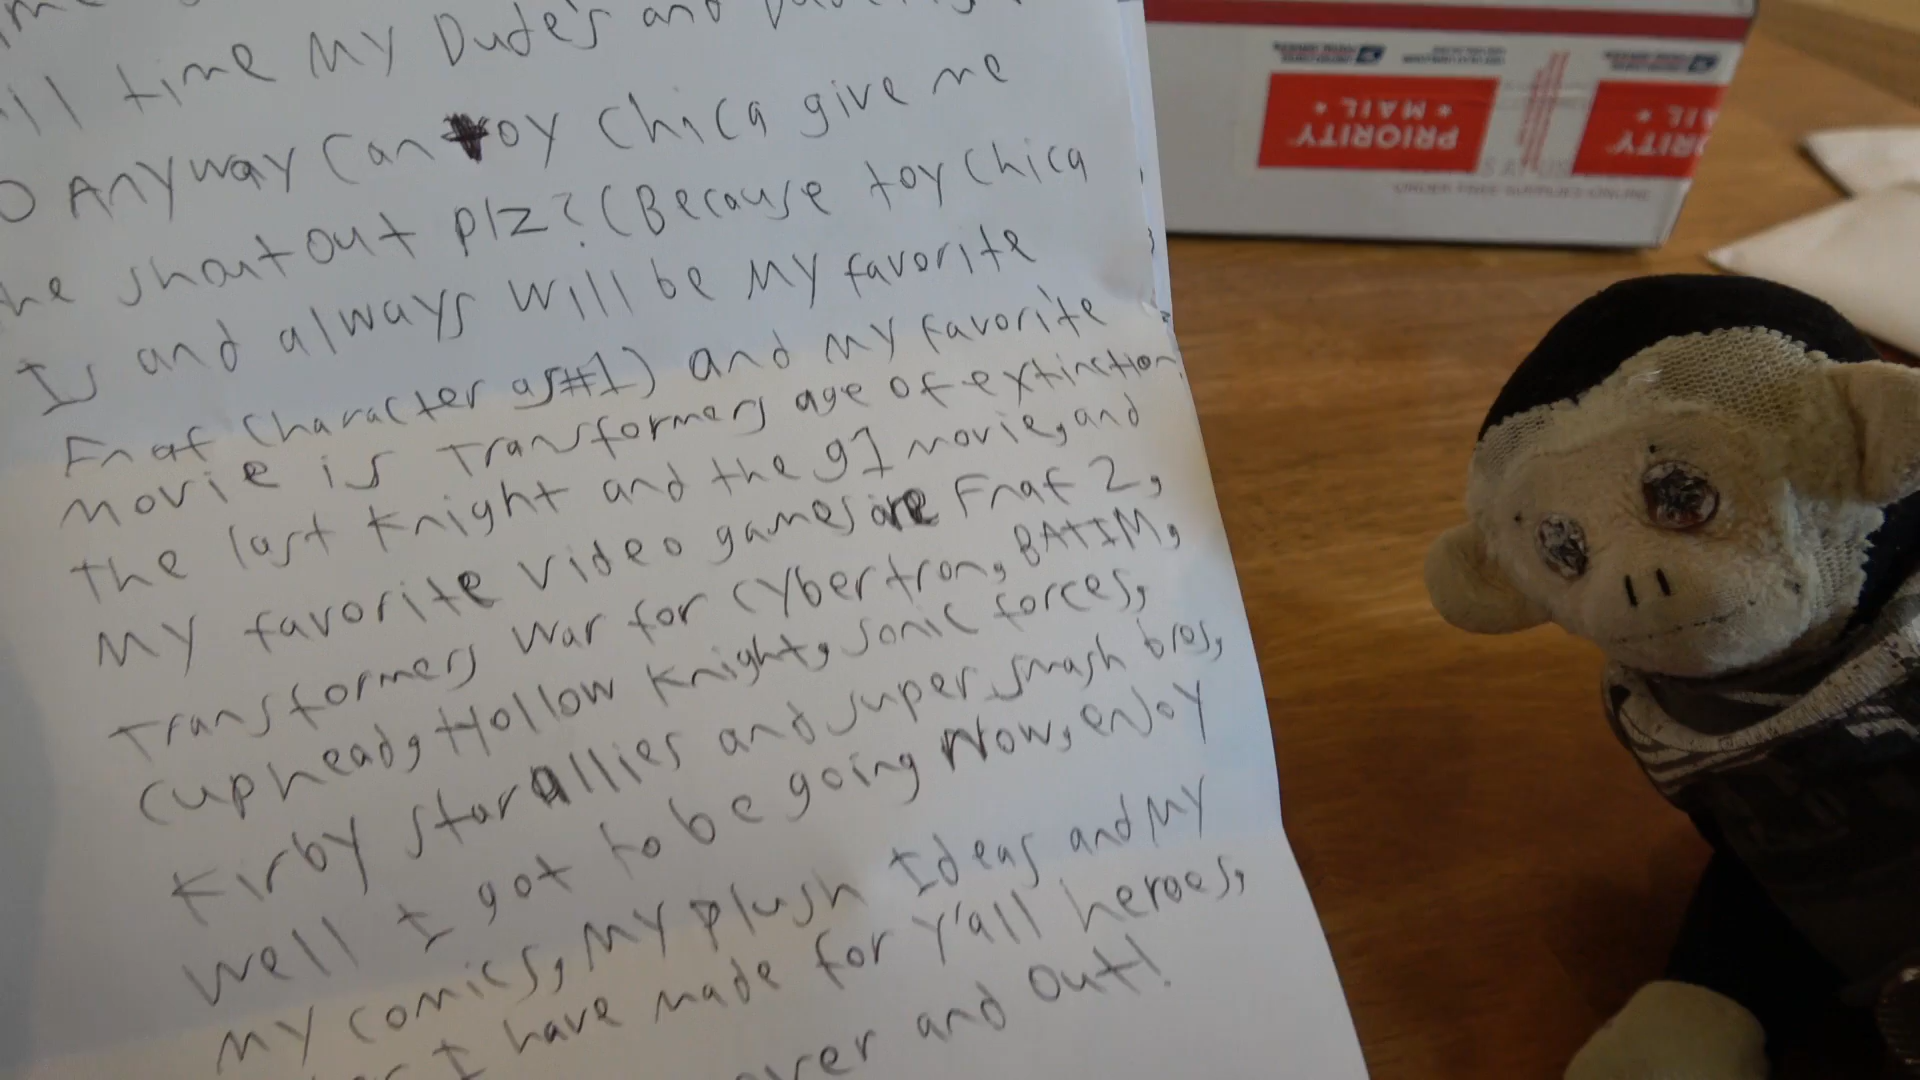 time My Dude's and
Anyway Can toy Chica give me
the shout out plz? (Because toy Chica
Is and always will be my favorite
Fnaf Character as #1) and my favorite
movie is Transformers age of extinction,
the last Knight and the g1 movie, and
My favorite video games are Fnaf 2,
Transformers War for Cybertron, BATIM,
Cuphead, Hollow Knight, Sonic forces,
Kirby Star allies and super smash bros,
Well I got to be going Now, enjoy
My comics, My plush Ideas and My
I have made for Y'all heroes,
over and out!
PRIORITY
★ MAIL ★